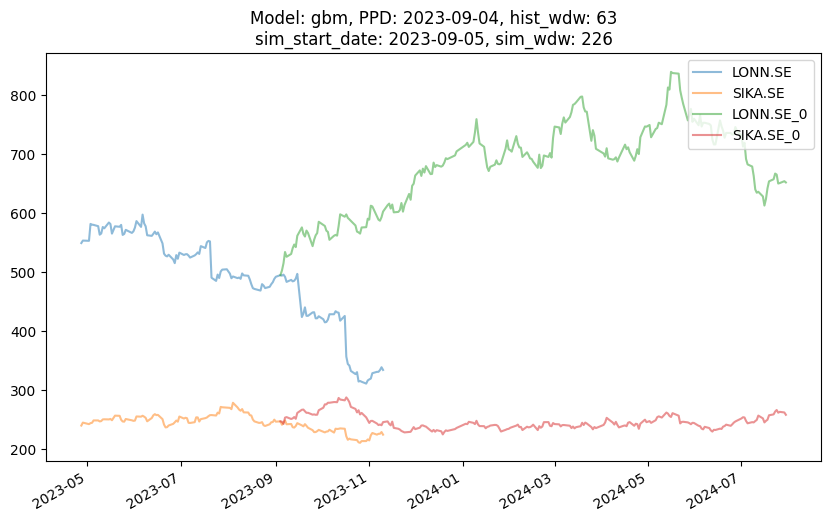 Model: gbm, PPD: 2023-09-04, hist_wdw: 63
sim_start_date: 2023-09-05, sim_wdw: 226
LONN.SE
SIKA.SE
LONN.SE_0
SIKA.SE_0
800
700
600
500
400
300
200
2023-05
2023-07
2023-09
2023-11
2024-01
2024-03
2024-05
2024-07